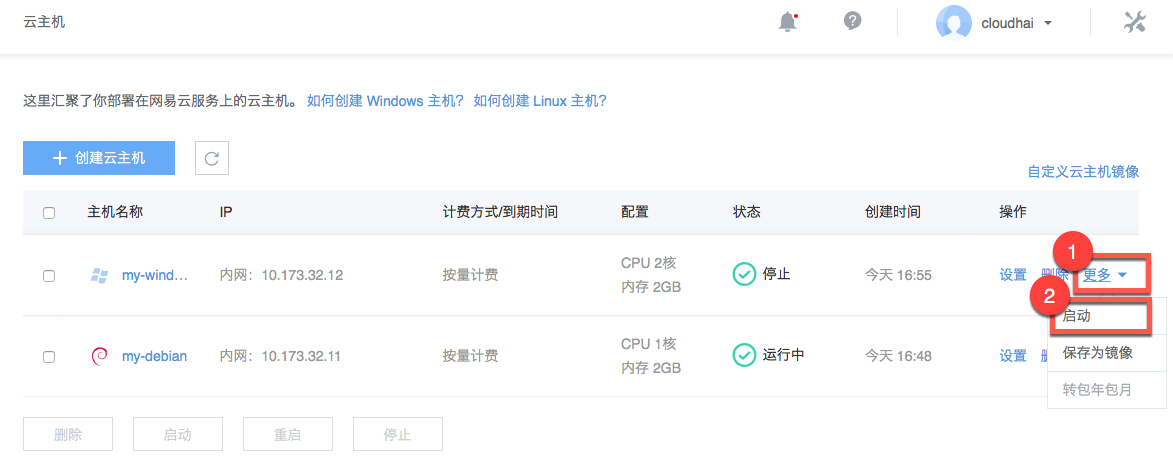 云主机
cloudhai
这里汇聚了你部署在网易云服务上的云主机。 如何创建 Windows 主机? 如何创建 Linux 主机?
创建云主机
自定义云主机镜像
主机名称 IP 计费方式/到期时间 配置 状态 创建时间 操作
my-wind... 内网：10.173.32.12 按量计费 CPU 2核 停止 今天 16:55 设置 删除 更多
内存 2GB
1
2
启动
my-debian 内网：10.173.32.11 按量计费 CPU 1核 运行中 今天 16:48 设置
内存 2GB
保存为镜像
转包年包月
删除 启动 重启 停止